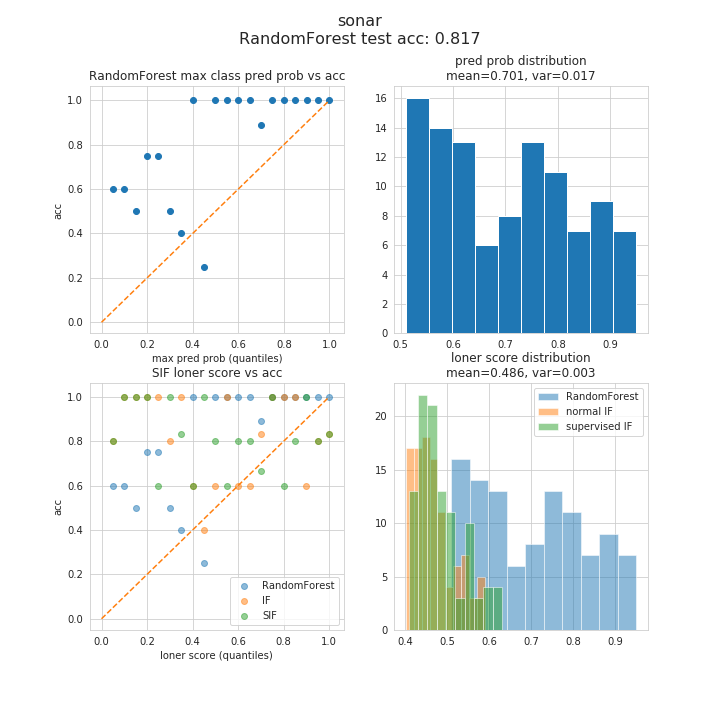 sonar
RandomForest test acc: 0.817
RandomForest max class pred prob vs acc
1.0
0.8
0.6
0.4
0.2
0.0
acc
0.0 0.2 0.4 0.6 0.8 1.0
max pred prob (quantiles)
pred prob distribution
mean=0.701, var=0.017
16
14
12
10
8
6
4
2
0
0.5 0.6 0.7 0.8 0.9
SIF loner score vs acc
1.0
0.8
0.6
0.4
0.2
0.0
acc
RandomForest
IF
SIF
0.0 0.2 0.4 0.6 0.8 1.0
loner score (quantiles)
loner score distribution
mean=0.486, var=0.003
RandomForest
normal IF
supervised IF
20
15
10
5
0
0.4 0.5 0.6 0.7 0.8 0.9